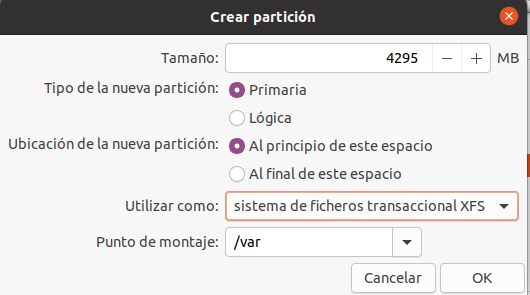 Crear partición
Tamaño: 4295 MB
Tipo de la nueva partición: Primaria
Lógica
Ubicación de la nueva partición: Al principio de este espacio
Al final de este espacio
Utilizar como: sistema de ficheros transaccional XFS
Punto de montaje: /var
Cancelar OK